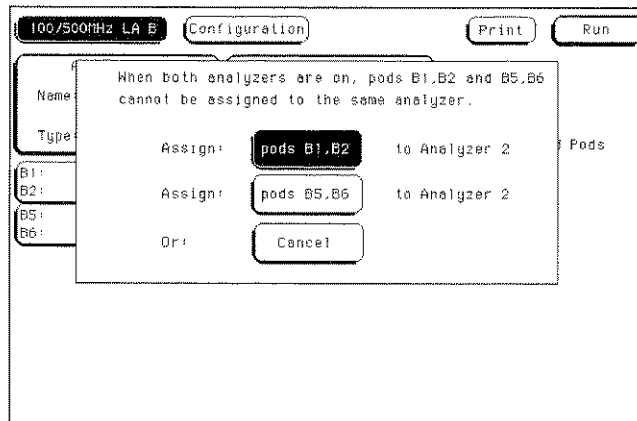 100/500MHz LA B Configuration Print Run
When both analyzers are on, pods B1,B2 and B5,B6
cannot be assigned to the same analyzer.
Name:
Type:
Assign: pods B1,B2 to Analyzer 2
Pods
B1:
B2:
Assign: pods B5,B6 to Analyzer 2
B5:
B6:
Or: Cancel